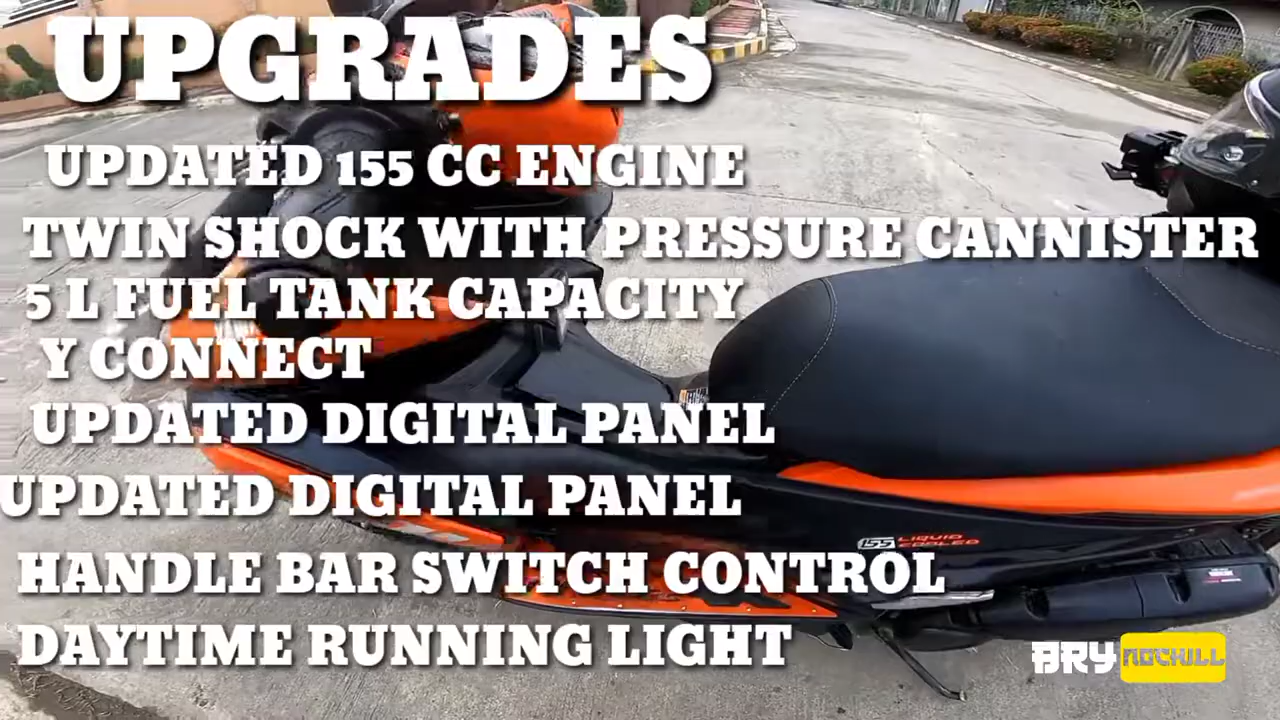 UPGRADES
UPDATED 155 CC ENGINE
TWIN SHOCK WITH PRESSURE CANNISTER
5 L FUEL TANK CAPACITY
Y CONNECT
UPDATED DIGITAL PANEL
UPDATED DIGITAL PANEL
155 LIQUID COOLED
HANDLE BAR SWITCH CONTROL
DAYTIME RUNNING LIGHT
BRY NOCHILL